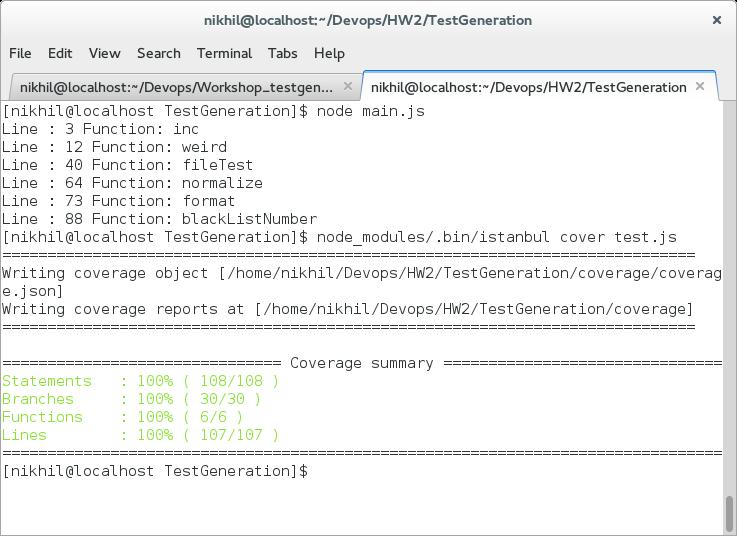 nikhil@localhost:~/Devops/HW2/TestGeneration ×
File Edit View Search Terminal Tabs Help
nikhil@localhost:~/Devops/Workshop_testgen... × nikhil@localhost:~/Devops/HW2/TestGeneration ×
[nikhil@localhost TestGeneration]$ node main.js
Line : 3 Function: inc
Line : 12 Function: weird
Line : 40 Function: fileTest
Line : 64 Function: normalize
Line : 73 Function: format
Line : 88 Function: blackListNumber
[nikhil@localhost TestGeneration]$ node_modules/.bin/istanbul cover test.js
=============================================================================
Writing coverage object [/home/nikhil/Devops/HW2/TestGeneration/coverage/coverag
e.json]
Writing coverage reports at [/home/nikhil/Devops/HW2/TestGeneration/coverage]
=============================================================================
=============================== Coverage summary ===============================
Statements   : 100% ( 108/108 )
Branches     : 100% ( 30/30 )
Functions    : 100% ( 6/6 )
Lines        : 100% ( 107/107 )
================================================================================
[nikhil@localhost TestGeneration]$